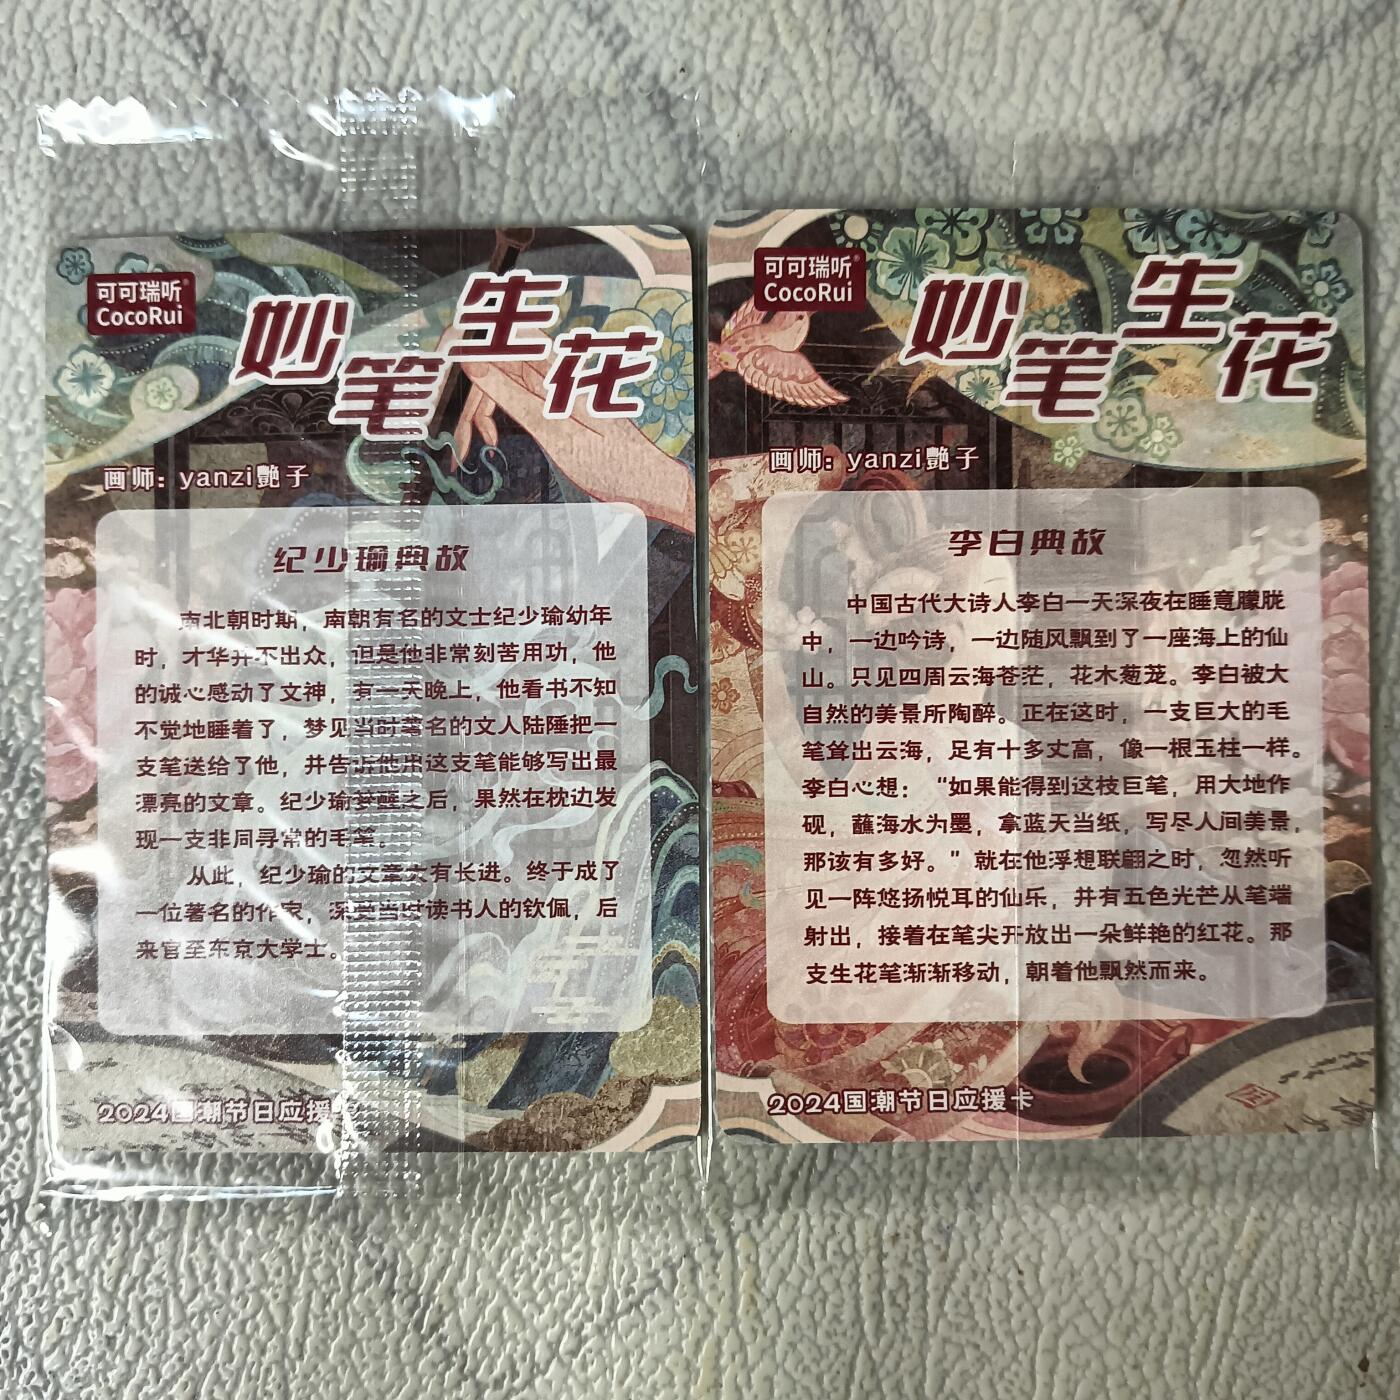 可可瑞听®
CocoRui
妙笔生花
画师：yanzi艷子
纪少瑜典故
南北朝时期，南朝有名的文士纪少瑜幼年
时，才华并不出众，但是他非常刻苦用功，他
的诚心感动了文神，有一天晚上，他看书不知
不觉地睡着了，梦见当时著名的文人陆陲把一
支笔送给了他，并告诉他用这支笔能够写出最
漂亮的文章。纪少瑜梦醒之后，果然在枕边发
现一支非同寻常的毛笔。
从此，纪少瑜的文章大有长进。终于成了
一位著名的作家，深受当时读书人的钦佩，后
来官至东京大学士。
2024国潮节日应援卡
可可瑞听®
CocoRui
妙笔生花
画师：yanzi艷子
李白典故
中国古代大诗人李白一天深夜在睡意朦胧
中，一边吟诗，一边随风飘到了一座海上的仙
山。只见四周云海苍茫，花木葱茏。李白被大
自然的美景所陶醉。正在这时，一支巨大的毛
笔耸出云海，足有十多丈高，像一根玉柱一样。
李白心想：“如果能得到这枝巨笔，用大地作
砚，蘸海水为墨，拿蓝天当纸，写尽人间美景，
那该有多好。”就在他浮想联翩之时，忽然听
见一阵悠扬悦耳的仙乐，并有五色光芒从笔端
射出，接着在笔尖开放出一朵鲜艳的红花。那
支生花笔渐渐移动，朝着他飘然而来。
2024国潮节日应援卡